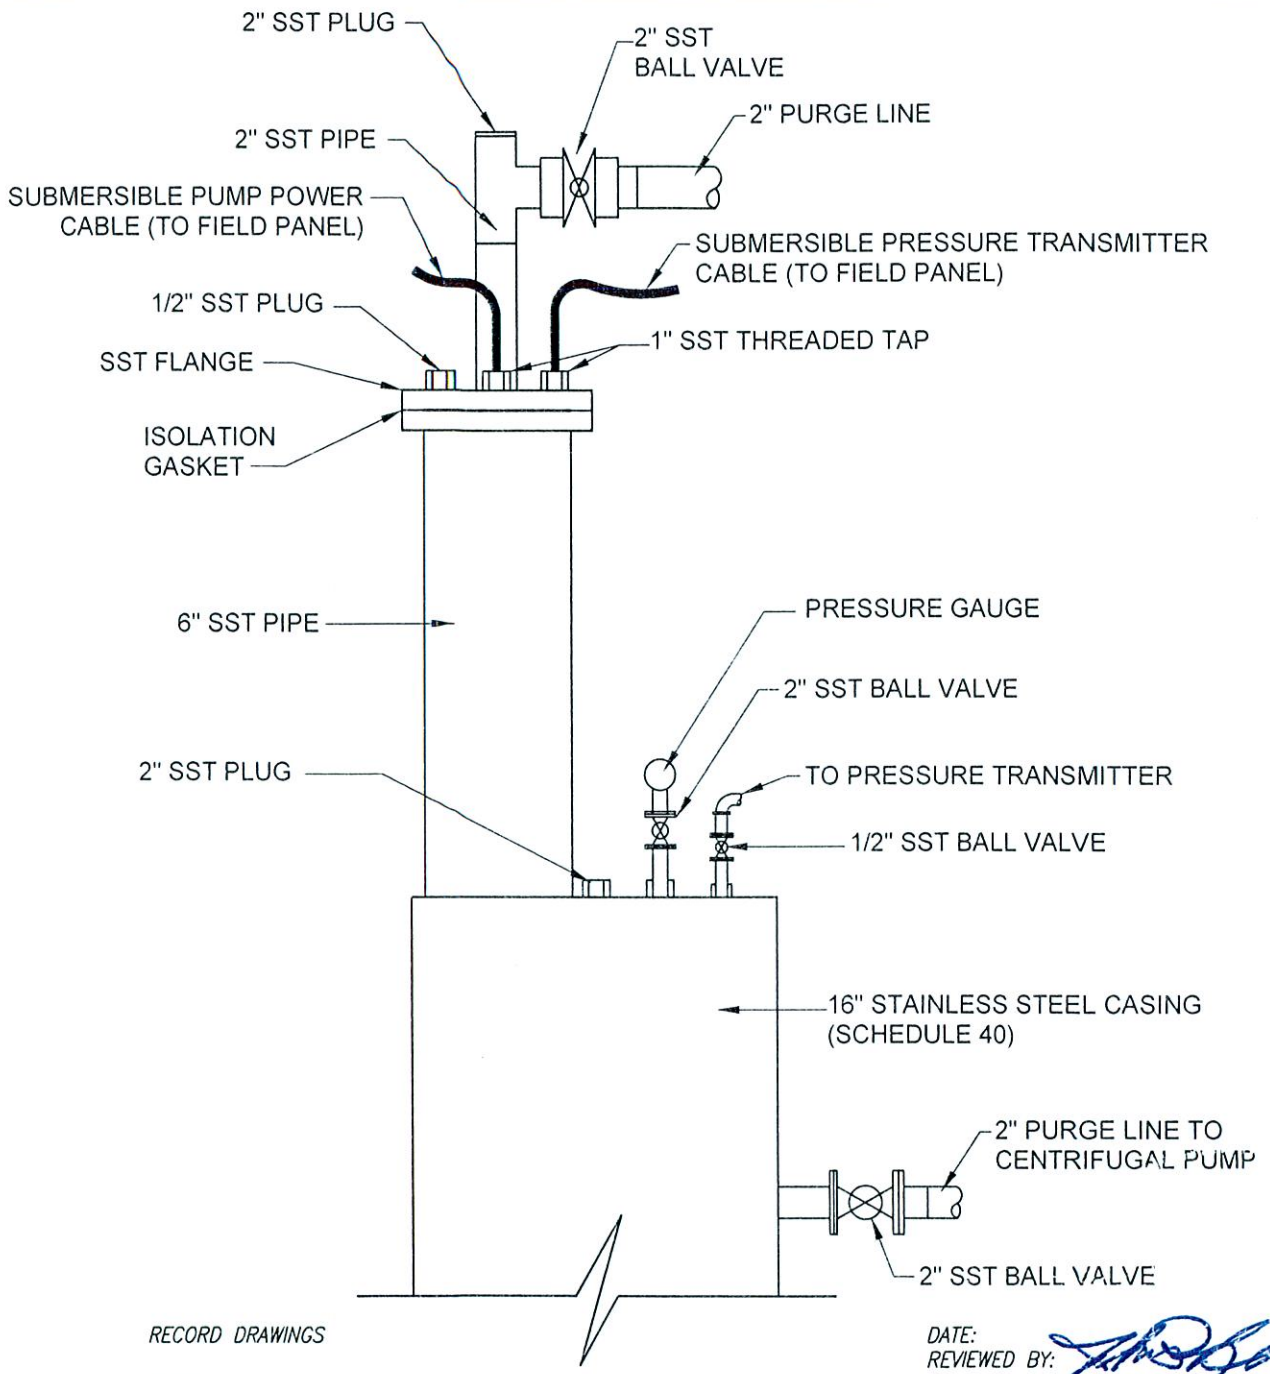 2" SST PLUG
2" SST
BALL VALVE
2" PURGE LINE
2" SST PIPE
SUBMERSIBLE PUMP POWER
CABLE (TO FIELD PANEL)
SUBMERSIBLE PRESSURE TRANSMITTER
CABLE (TO FIELD PANEL)
1/2" SST PLUG
1" SST THREADED TAP
SST FLANGE
ISOLATION
GASKET
6" SST PIPE
PRESSURE GAUGE
2" SST BALL VALVE
2" SST PLUG
TO PRESSURE TRANSMITTER
1/2" SST BALL VALVE
16" STAINLESS STEEL CASING
(SCHEDULE 40)
2" PURGE LINE TO
CENTRIFUGAL PUMP
2" SST BALL VALVE
RECORD DRAWINGS
DATE:
REVIEWED BY: